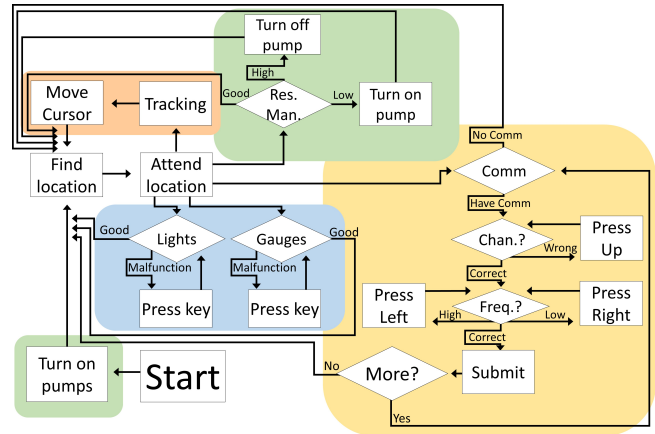 Turn off
pump
High
Move
Cursor
Tracking
Good
Res.
Man.
Low
Turn on
pump
No Comm
Find
location
Attend
location
Comm
Have Comm
Good
Lights
Gauges
Good
Chan.?
Press
Up
Wrong
Malfunction
Malfunction
Correct
Press key
Press key
Press
Left
Freq.?
Press
Right
High
Low
Correct
Turn on
pumps
Start
No
More?
Submit
Yes